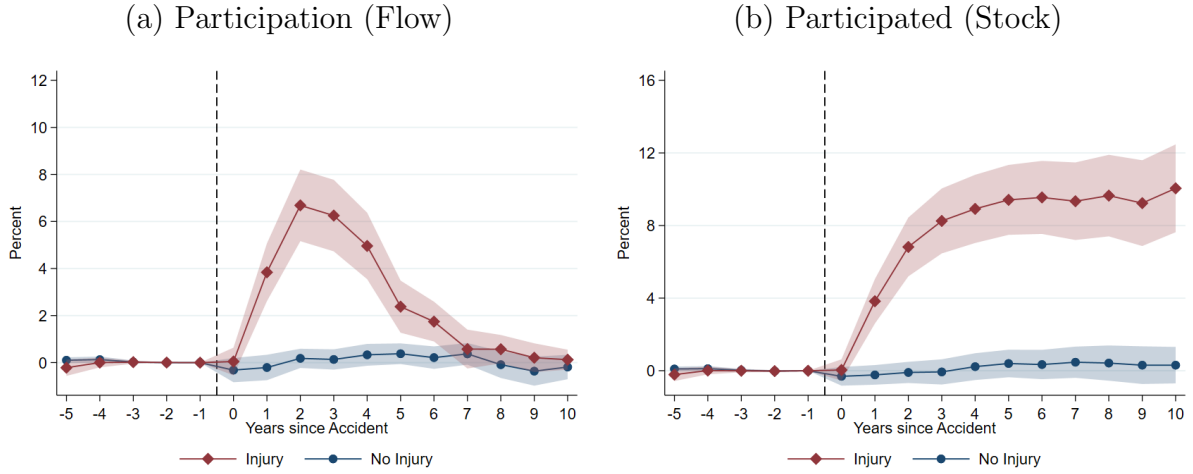 (a) Participation (Flow)
12
10
8
6
4
2
0
Percent
-5 -4 -3 -2 -1 0 1 2 3 4 5 6 7 8 9 10
Years since Accident
Injury No Injury
(b) Participated (Stock)
16
12
8
4
0
Percent
-5 -4 -3 -2 -1 0 1 2 3 4 5 6 7 8 9 10
Years since Accident
Injury No Injury